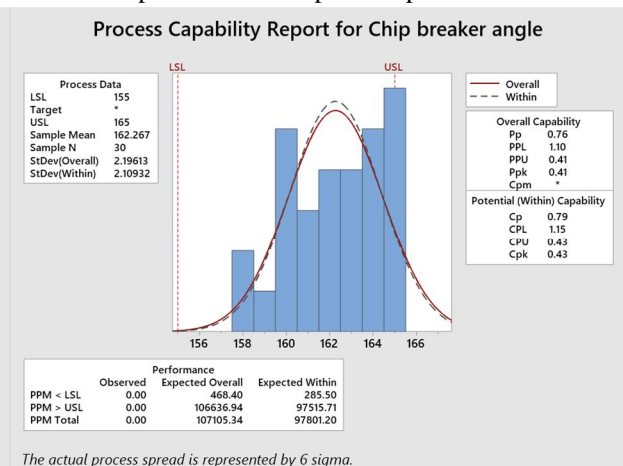 Process Capability Report for Chip breaker angle
LSL
USL
Process Data
LSL 155
Target *
USL 165
Sample Mean 162.267
Sample N 30
StDev(Overall) 2.19613
StDev(Within) 2.10932
Overall
Within
Overall Capability
Pp 0.76
PPL 1.10
PPU 0.41
Ppk 0.41
Cpm *
Potential (Within) Capability
Cp 0.79
CPL 1.15
CPU 0.43
Cpk 0.43
156 158 160 162 164 166
Performance
Observed Expected Overall Expected Within
PPM < LSL 0.00 468.40 285.50
PPM > USL 0.00 106636.94 97515.71
PPM Total 0.00 107105.34 97801.20
The actual process spread is represented by 6 sigma.